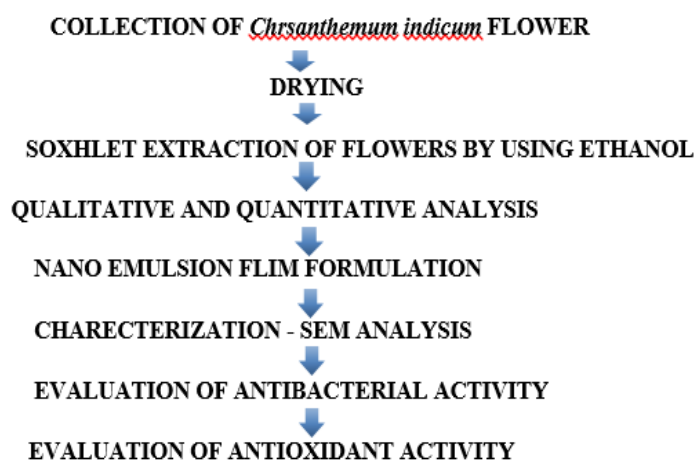 COLLECTION OF Chrsanthemum indicum FLOWER
DRYING
SOXHLET EXTRACTION OF FLOWERS BY USING ETHANOL
QUALITATIVE AND QUANTITATIVE ANALYSIS
NANO EMULSION FLIM FORMULATION
CHARECTERIZATION - SEM ANALYSIS
EVALUATION OF ANTIBACTERIAL ACTIVITY
EVALUATION OF ANTIOXIDANT ACTIVITY